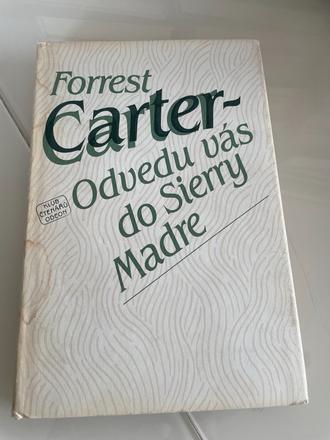 Forrest
Carter-
Odvedu vás
do Sierry
Madre
KLUB
ČTENÁŘŮ
ODEON